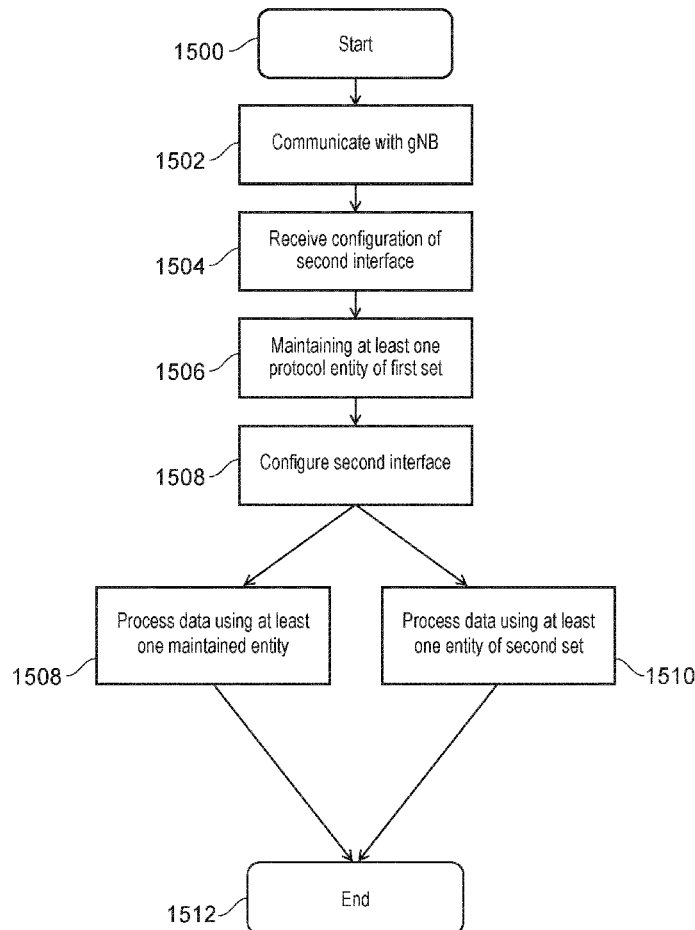 1500
Start
1502
Communicate with gNB
1504
Receive configuration of
second interface
1506
Maintaining at least one
protocol entity of first set
1508
Configure second interface
Process data using at least
one maintained entity
1508
Process data using at least
one entity of second set
1510
1512
End